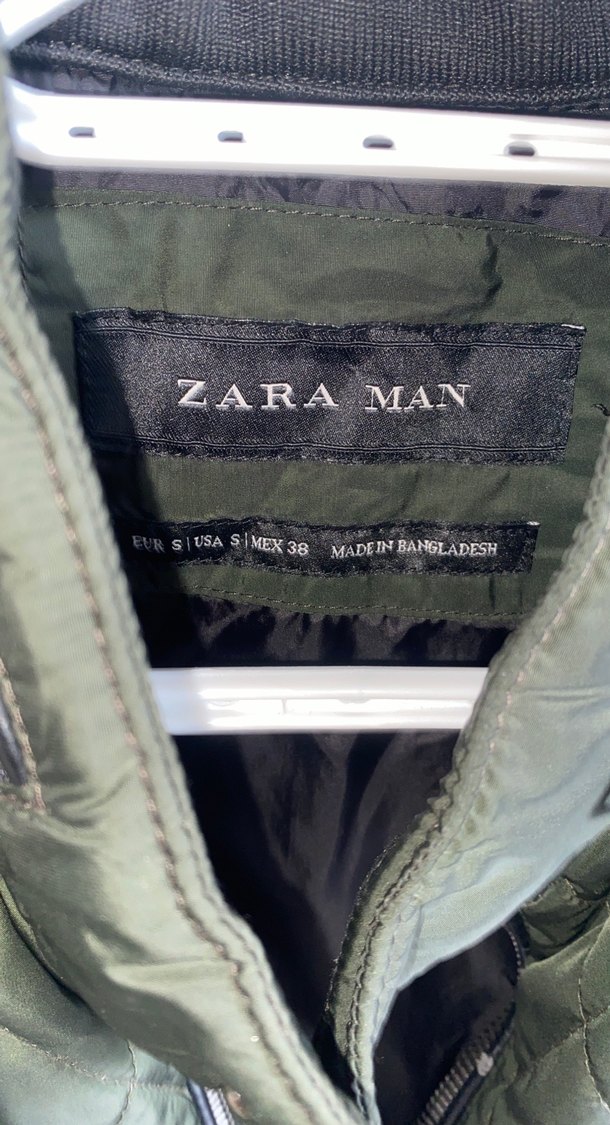 ZARA MAN
EUR S | USA S | MEX 38 MADE IN BANGLADESH